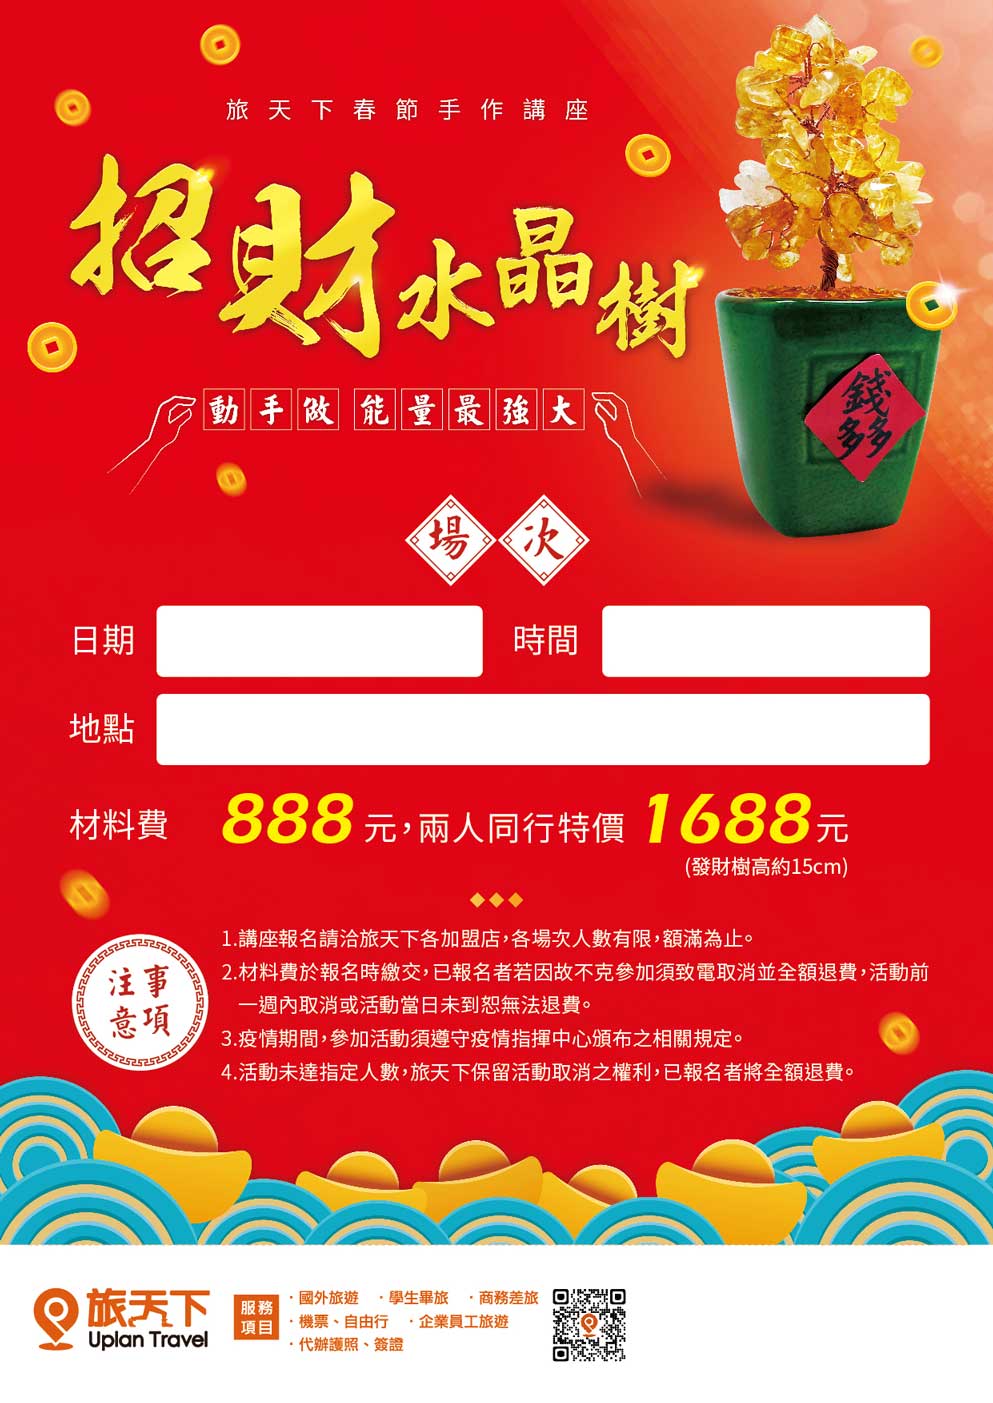 旅天下春節手作講座
招財水晶樹
動手做 能量最強大
錢多多
場次
日期
時間
地點
材料費 888元,兩人同行特價 1688元
(發財樹高約15cm)
注意事項
1.講座報名請洽旅天下各加盟店,各場次人數有限,額滿為止。
2.材料費於報名時繳交,已報名者若因故不克參加須致電取消並全額退費,活動前
一週內取消或活動當日未到恕無法退費。
3.疫情期間,參加活動須遵守疫情指揮中心頒布之相關規定。
4.活動未達指定人數,旅天下保留活動取消之權利,已報名者將全額退費。
旅天下
Uplan Travel
服務
項目
·國外旅遊 ·學生畢旅 ·商務差旅
·機票、自由行 ·企業員工旅遊
·代辦護照、簽證